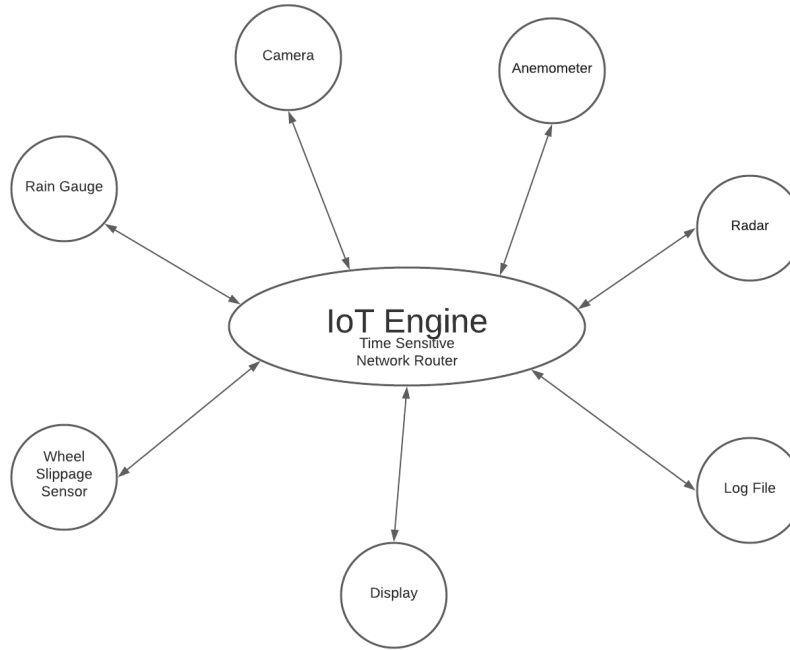 Camera
Anemometer
Rain Gauge
Radar
IoT Engine
Time Sensitive
Network Router
Wheel
Slippage
Sensor
Log File
Display